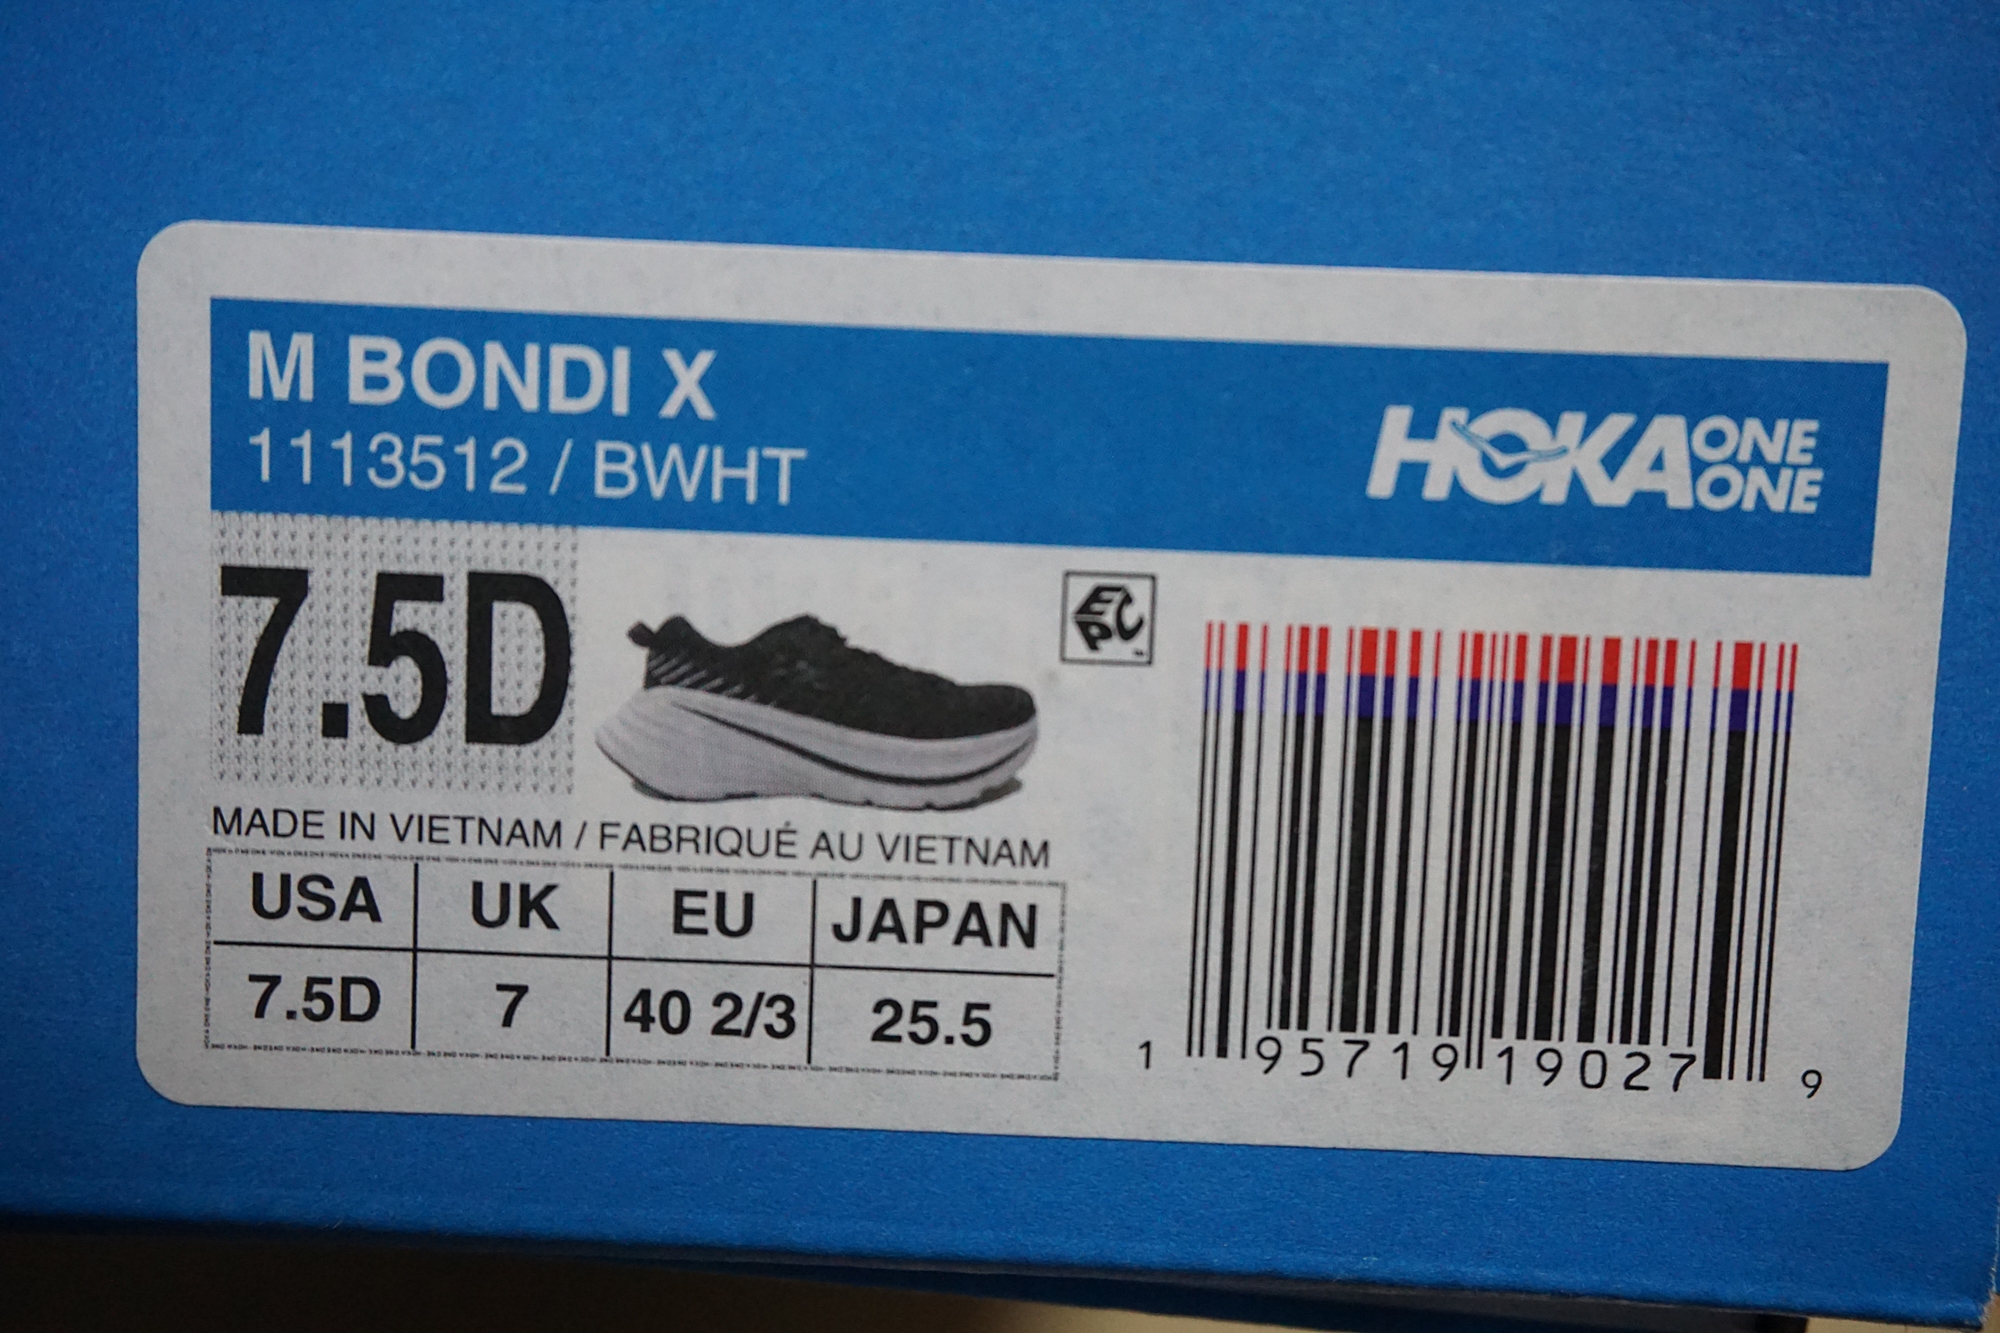 M BONDI X
1113512 / BWHT
HOKA ONE ONE
7.5D
EPC
MADE IN VIETNAM / FABRIQUÉ AU VIETNAM
USA UK EU JAPAN
7.5D 7 40 2/3 25.5
1 95719 19027 9